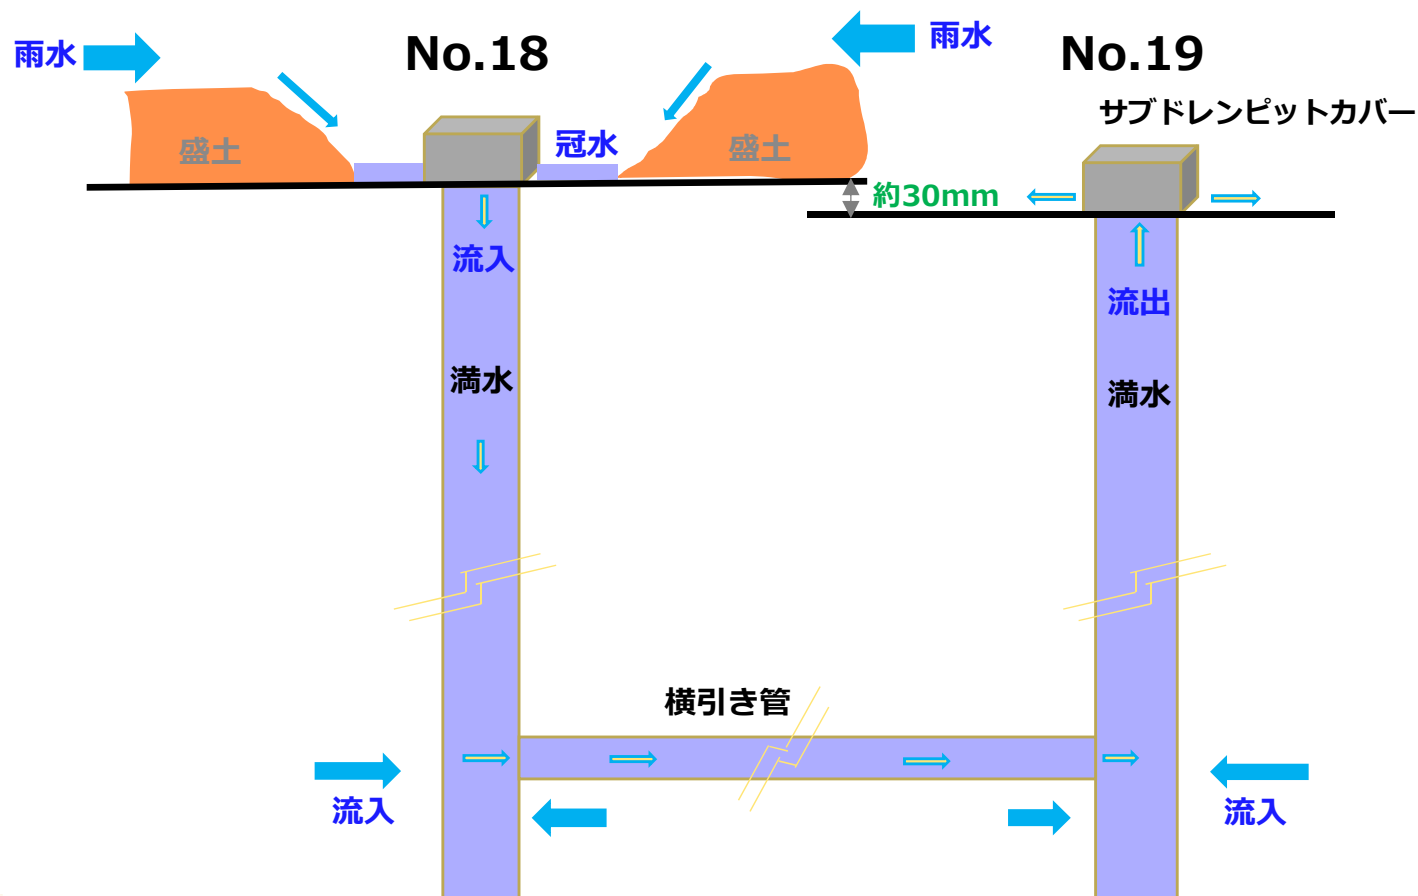 雨水
No.18
雨水
No.19
サブドレンピットカバー
盛土
冠水
盛土
約30mm
流入
流出
満水
満水
横引き管
流入
流入